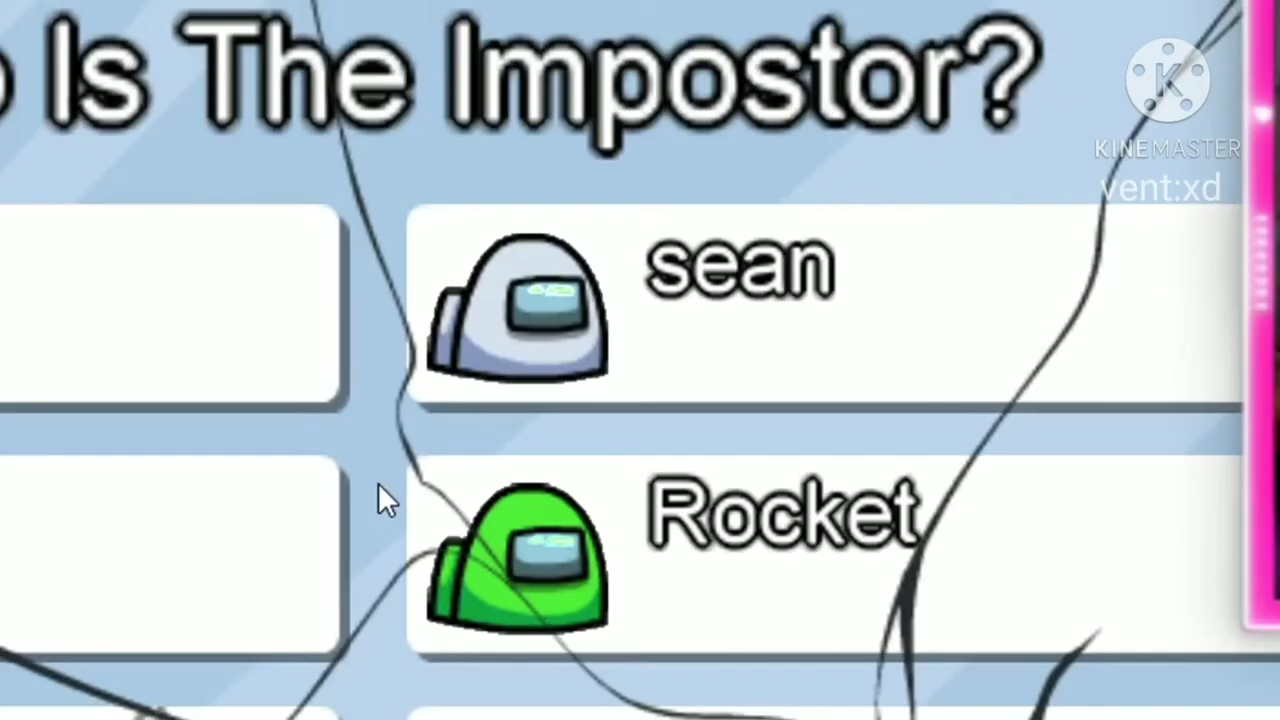 Is The Impostor?
K
KINEMASTER
vent:xd
sean
Rocket